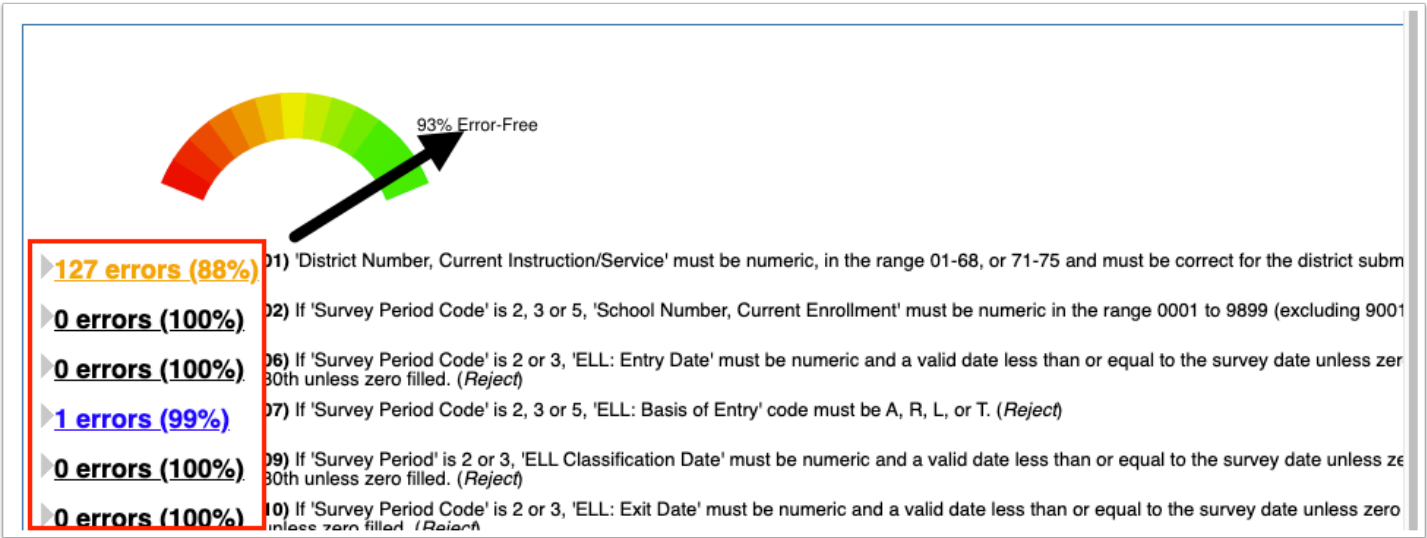 93% Error-Free
127 errors (88%) 01) 'District Number, Current Instruction/Service' must be numeric, in the range 01-68, or 71-75 and must be correct for the district subm
0 errors (100%) 02) If 'Survey Period Code' is 2, 3 or 5, 'School Number, Current Enrollment' must be numeric in the range 0001 to 9899 (excluding 9001
0 errors (100%) 06) If 'Survey Period Code' is 2 or 3, 'ELL: Entry Date' must be numeric and a valid date less than or equal to the survey date unless zer
30th unless zero filled. (Reject)
1 errors (99%) 07) If 'Survey Period Code' is 2, 3 or 5, 'ELL: Basis of Entry' code must be A, R, L, or T. (Reject)
0 errors (100%) 09) If 'Survey Period' is 2 or 3, 'ELL Classification Date' must be numeric and a valid date less than or equal to the survey date unless ze
30th unless zero filled. (Reject)
0 errors (100%) 10) If 'Survey Period Code' is 2 or 3, 'ELL: Exit Date' must be numeric and a valid date less than or equal to the survey date unless zero
unless zero filled. (Reject)